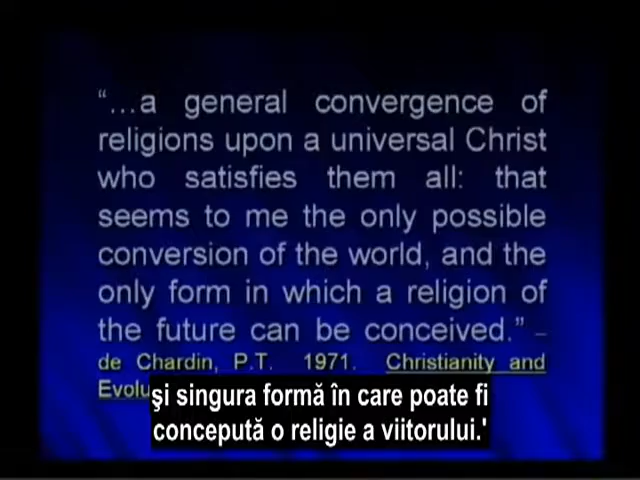 “…a general convergence of
religions upon a universal Christ
who satisfies them all: that
seems to me the only possible
conversion of the world, and the
only form in which a religion of
the future can be conceived.” –
de Chardin, P.T. 1971. Christianity and
şi singura formă în care poate fi
concepută o religie a viitorului.'